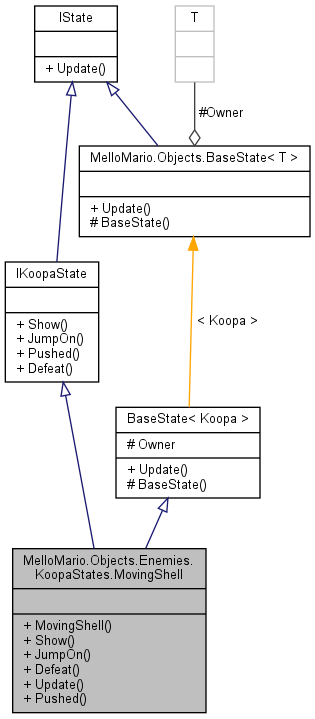 IState
+ Update()
T
#Owner
MelloMario.Objects.BaseState< T >
+ Update()
# BaseState()
IKoopaState
+ Show()
+ JumpOn()
+ Pushed()
+ Defeat()
< Koopa >
BaseState< Koopa >
# Owner
+ Update()
# BaseState()
MelloMario.Objects.Enemies.
KoopaStates.MovingShell
+ MovingShell()
+ Show()
+ JumpOn()
+ Defeat()
+ Update()
+ Pushed()